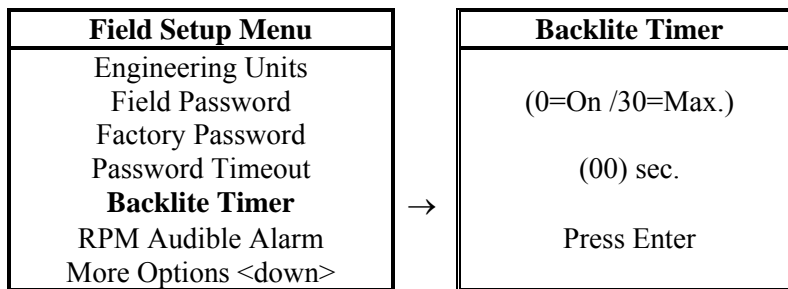 Field Setup Menu
Engineering Units
Field Password
Factory Password
Password Timeout
Backlite Timer
RPM Audible Alarm
More Options <down>
→
Backlite Timer
(0=On /30=Max.)
(00) sec.
Press Enter